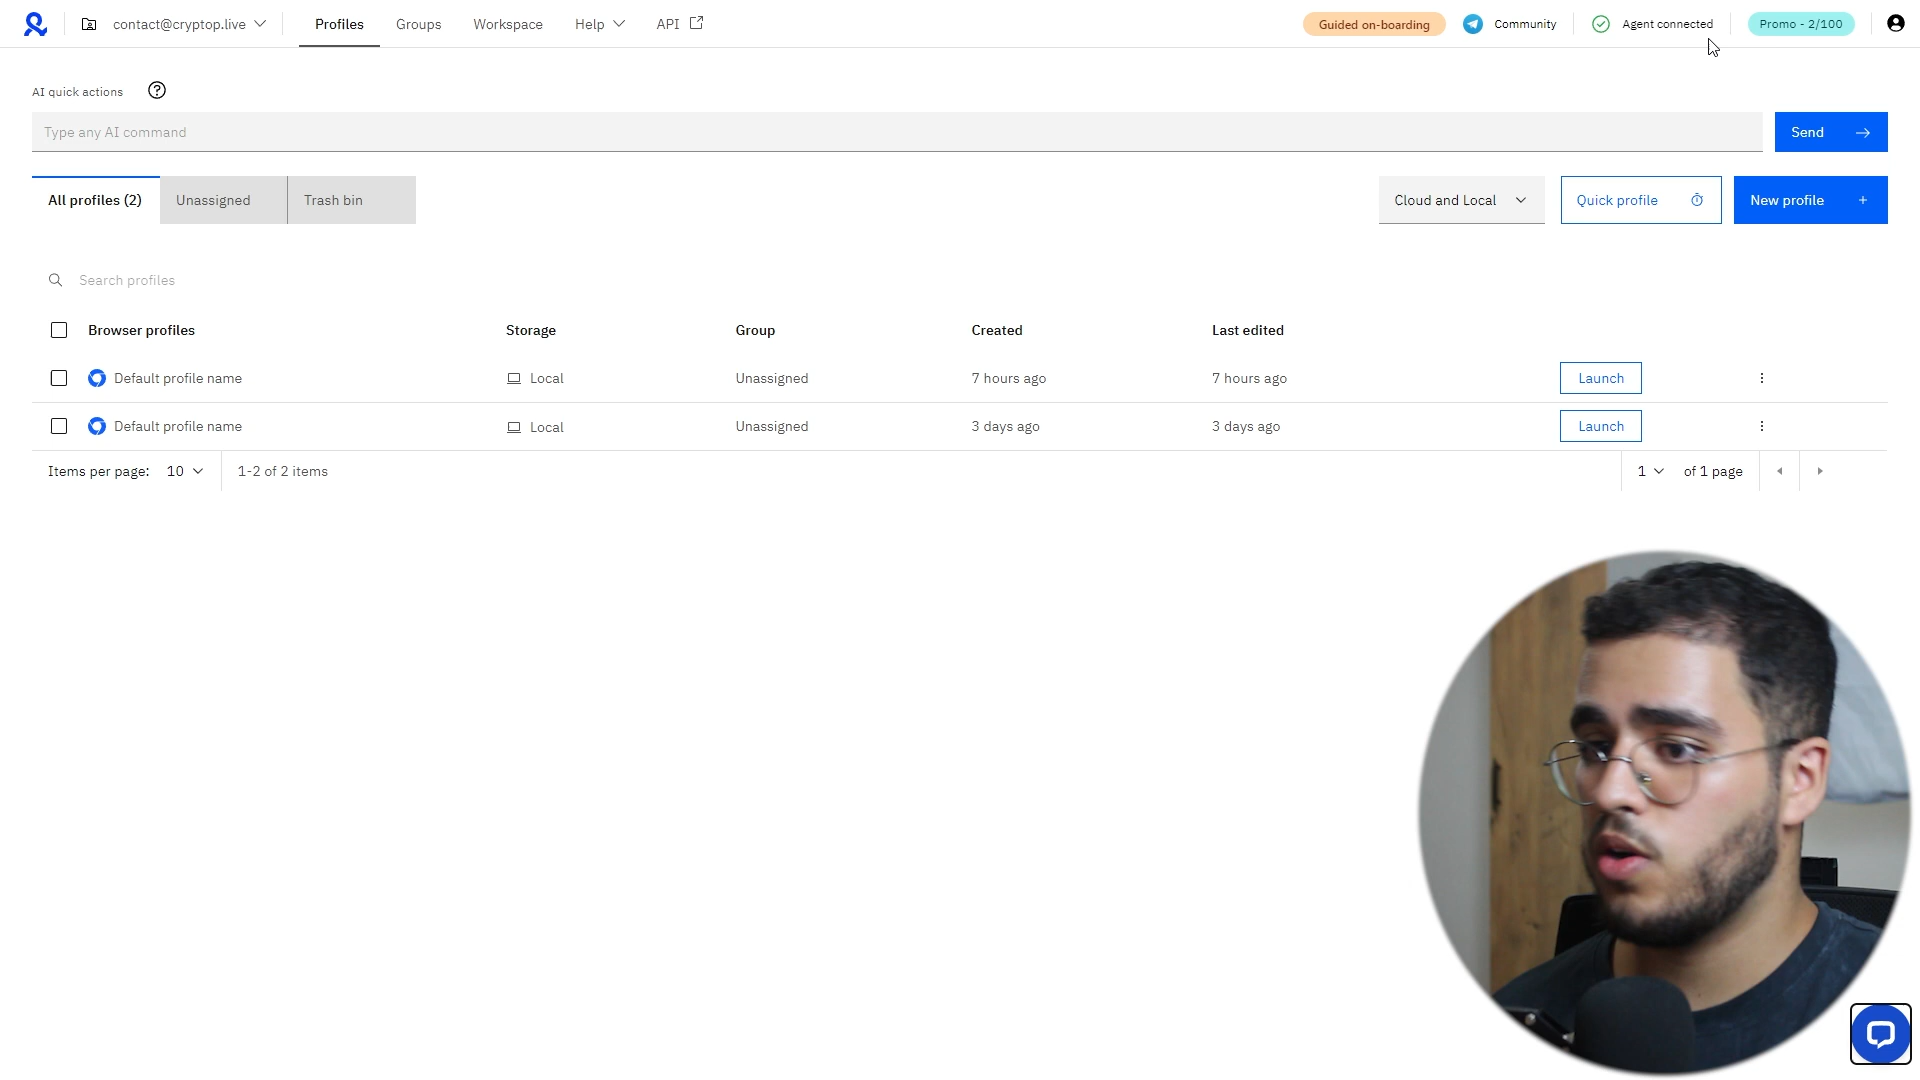 contact@cryptop.live
Profiles
Groups
Workspace
Help
API
Guided on-boarding
Community
Agent connected
Promo - 2/100
AI quick actions
Type any AI command
Send
All profiles (2)
Unassigned
Trash bin
Cloud and Local
Quick profile
New profile +
Search profiles
Browser profiles Storage Group Created Last edited
Default profile name Local Unassigned 7 hours ago 7 hours ago Launch
Default profile name Local Unassigned 3 days ago 3 days ago Launch
Items per page: 10 1-2 of 2 items 1 of 1 page